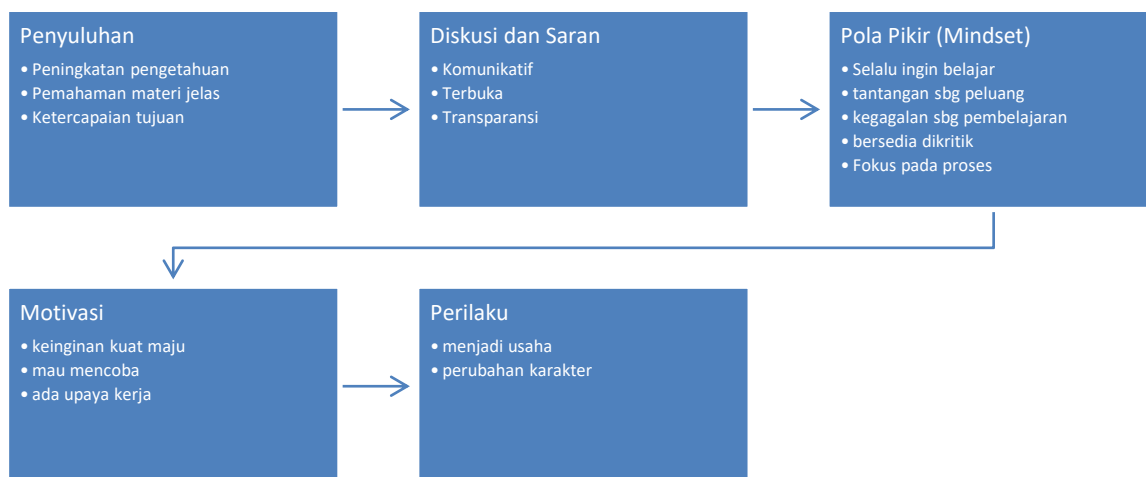 Penyuluhan
• Peningkatan pengetahuan
• Pemahaman materi jelas
• Ketercapaian tujuan
Diskusi dan Saran
• Komunikatif
• Terbuka
• Transparansi
Pola Pikir (Mindset)
• Selalu ingin belajar
• tantangan sbg peluang
• kegagalan sbg pembelajaran
• bersedia dikritik
• Fokus pada proses
Motivasi
• keinginan kuat maju
• mau mencoba
• ada upaya kerja
Perilaku
• menjadi usaha
• perubahan karakter